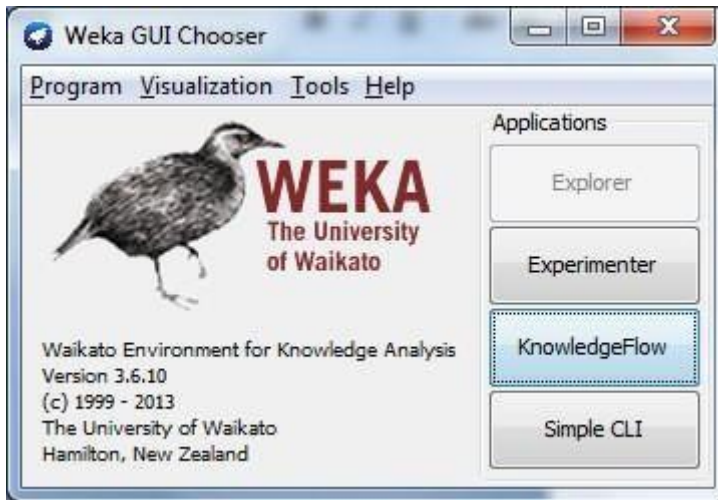 Weka GUI Chooser
Program Visualization Tools Help
WEKA
The University
of Waikato
Waikato Environment for Knowledge Analysis
Version 3.6.10
(c) 1999 - 2013
The University of Waikato
Hamilton, New Zealand
Applications
Explorer
Experimenter
KnowledgeFlow
Simple CLI